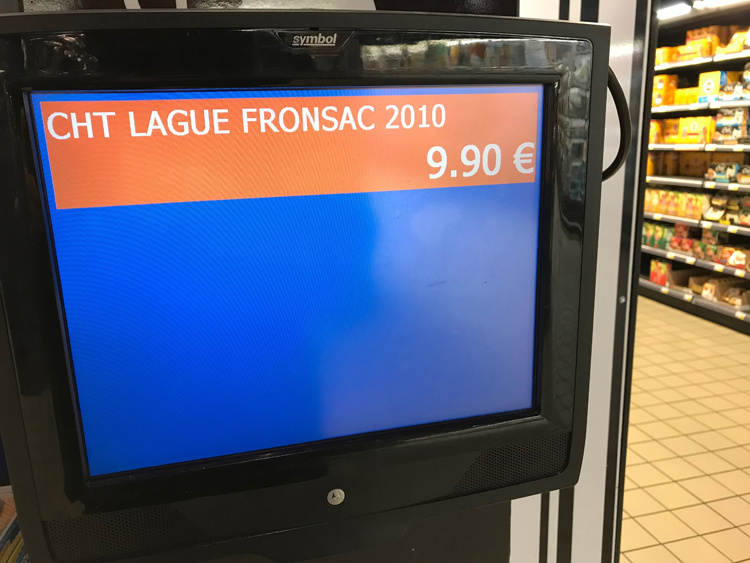 symbol
CHT LAGUE FRONSAC 2010
9.90 €